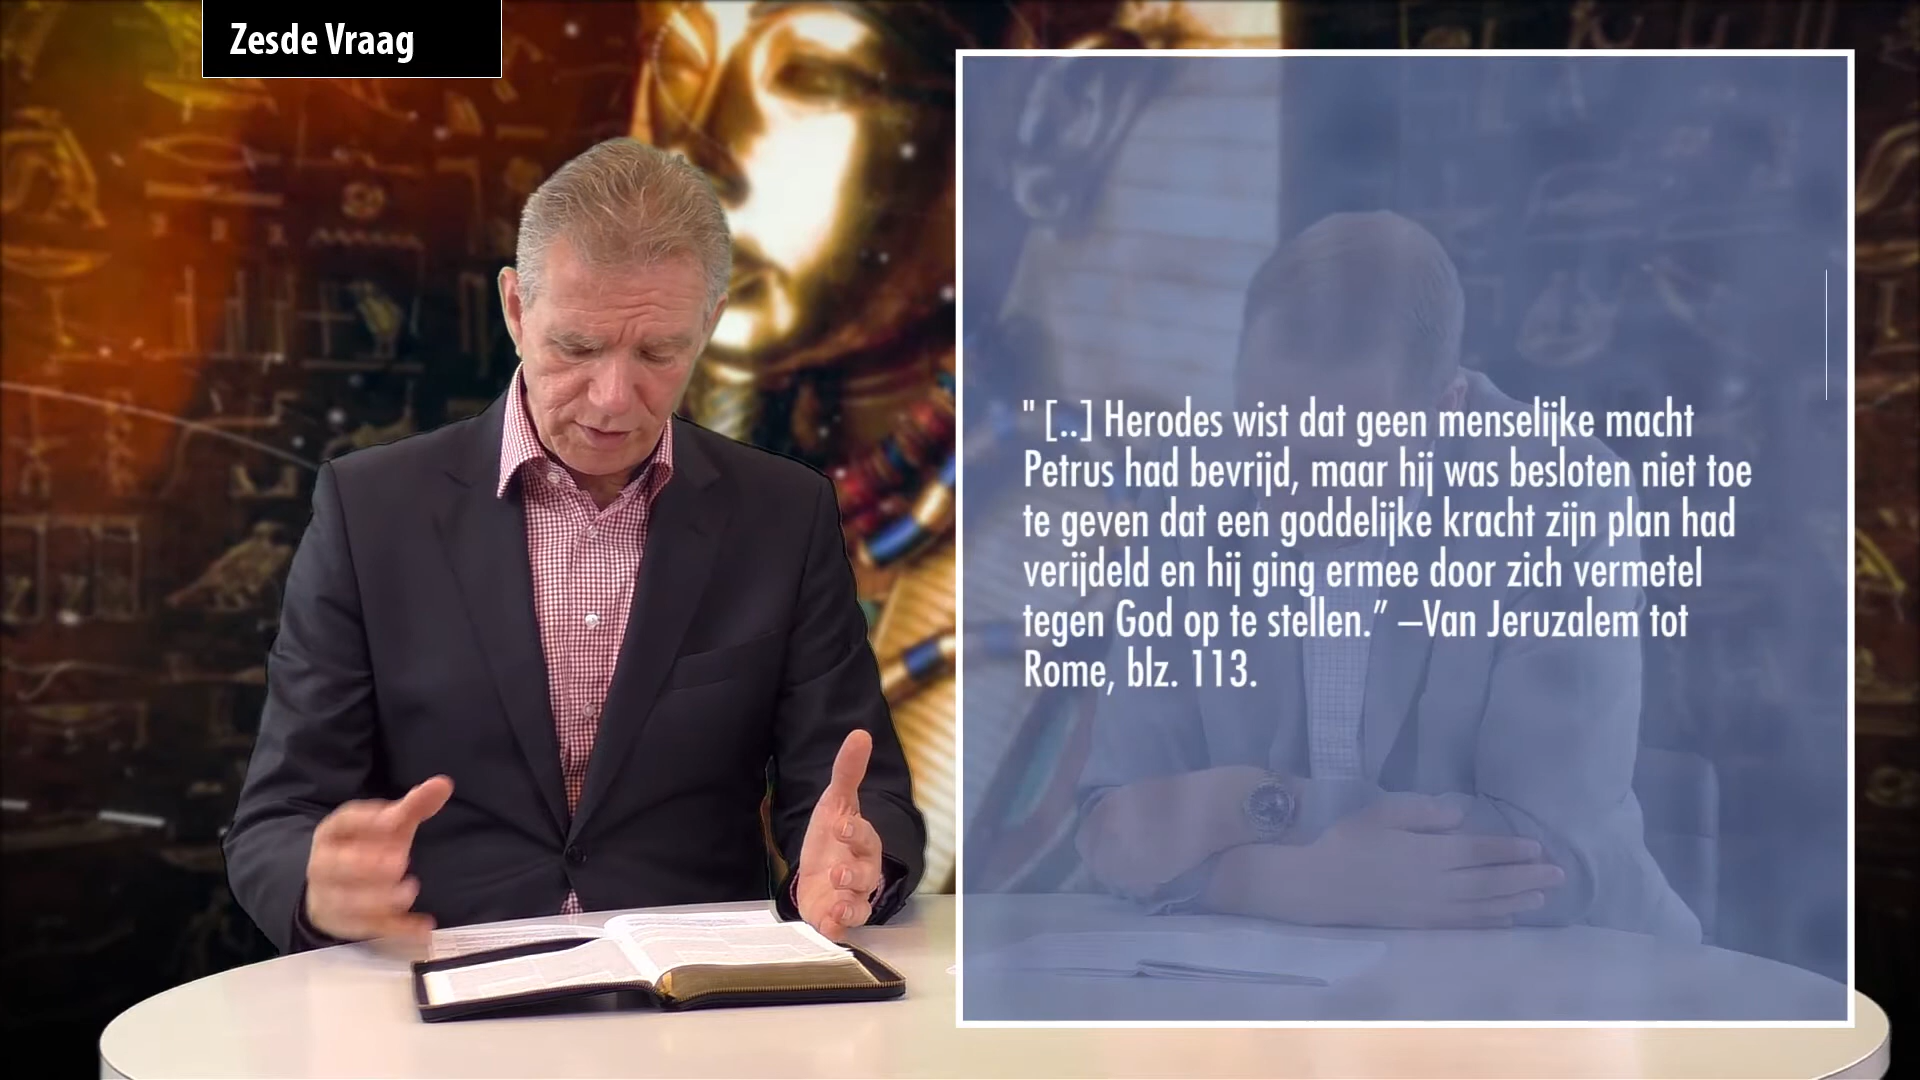 Zesde Vraag
" [..] Herodes wist dat geen menselijke macht
Petrus had bevrijd, maar hij was besloten niet toe
te geven dat een goddelijke kracht zijn plan had
verijdeld en hij ging ermee door zich vermetel
tegen God op te stellen.” –Van Jeruzalem tot
Rome, blz. 113.